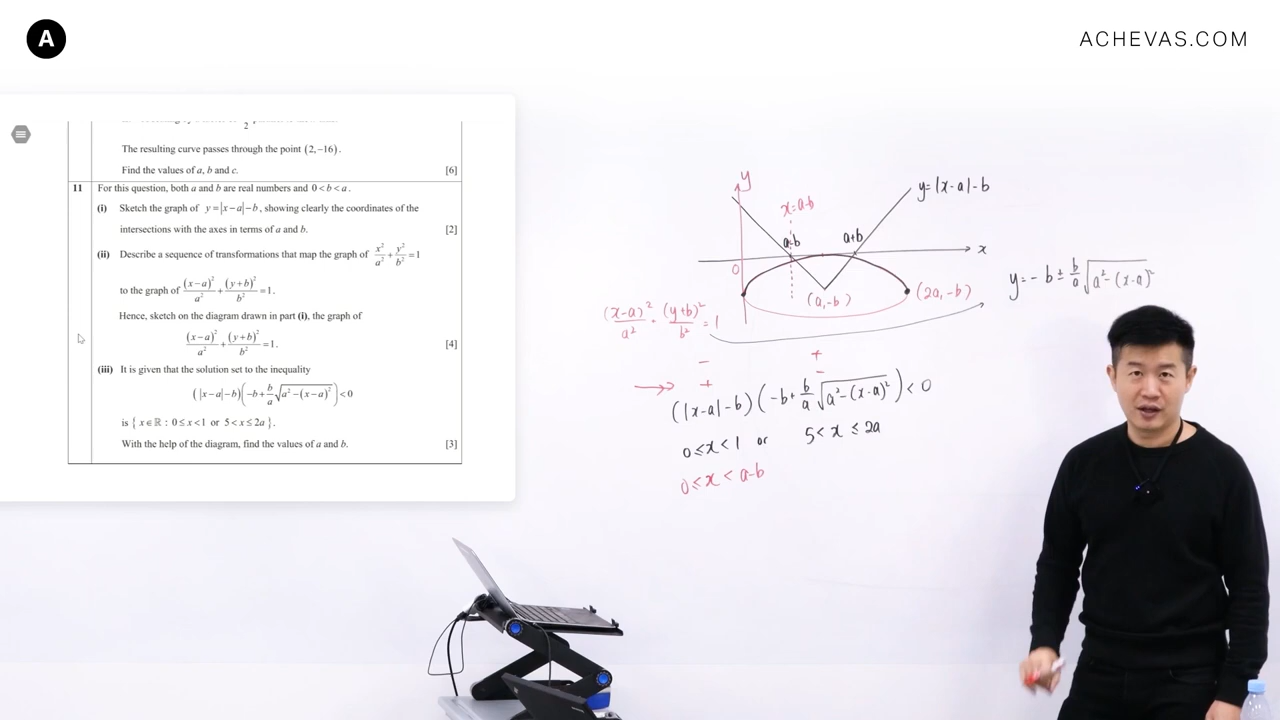 A
ACHEVAS.COM
2
The resulting curve passes through the point (2,−16).
Find the values of a, b and c. [6]
11 For this question, both a and b are real numbers and 0 < b < a.
(i) Sketch the graph of y = |x − a| − b, showing clearly the coordinates of the
intersections with the axes in terms of a and b. [2]
(ii) Describe a sequence of transformations that map the graph of x²/a² + y²/b² = 1
to the graph of (x − a)²/a² + (y + b)²/b² = 1.
Hence, sketch on the diagram drawn in part (i), the graph of
(x − a)²/a² + (y + b)²/b² = 1. [4]
(iii) It is given that the solution set to the inequality
(|x − a| − b)(−b + b/a √(a² − (x − a)²)) < 0
is { x ∈ ℝ : 0 ≤ x < 1 or 5 < x ≤ 2a }.
With the help of the diagram, find the values of a and b. [3]
y
y = |x-a| - b
x = a-b
a-b
a+b
x
0
(a, -b)
(2a, -b)
y = - b ± b/a √(a² - (x-a)²
(x-a)²/a² + (y+b)²/b² = 1
- +
→ + -
(|x-a| - b) (-b + b/a √(a² - (x-a)²) < 0
0 ≤ x < 1 or 5 < x ≤ 2a
0 ≤ x < a-b